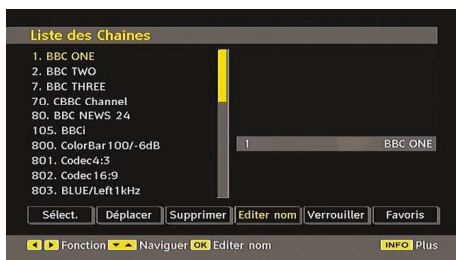 Liste des Chaînes
1. BBC ONE
2. BBC TWO
7. BBC THREE
70. CBBC Channel
80. BBC NEWS 24
105. BBCi
800. ColorBar100/-6dB
801. Codec4:3
802. Codec16:9
803. BLUE/Left1kHz
1 BBC ONE
Sélect. Déplacer Supprimer Editer nom Verrouiller Favoris
Fonction Naviguer OK Editer nom INFO Plus